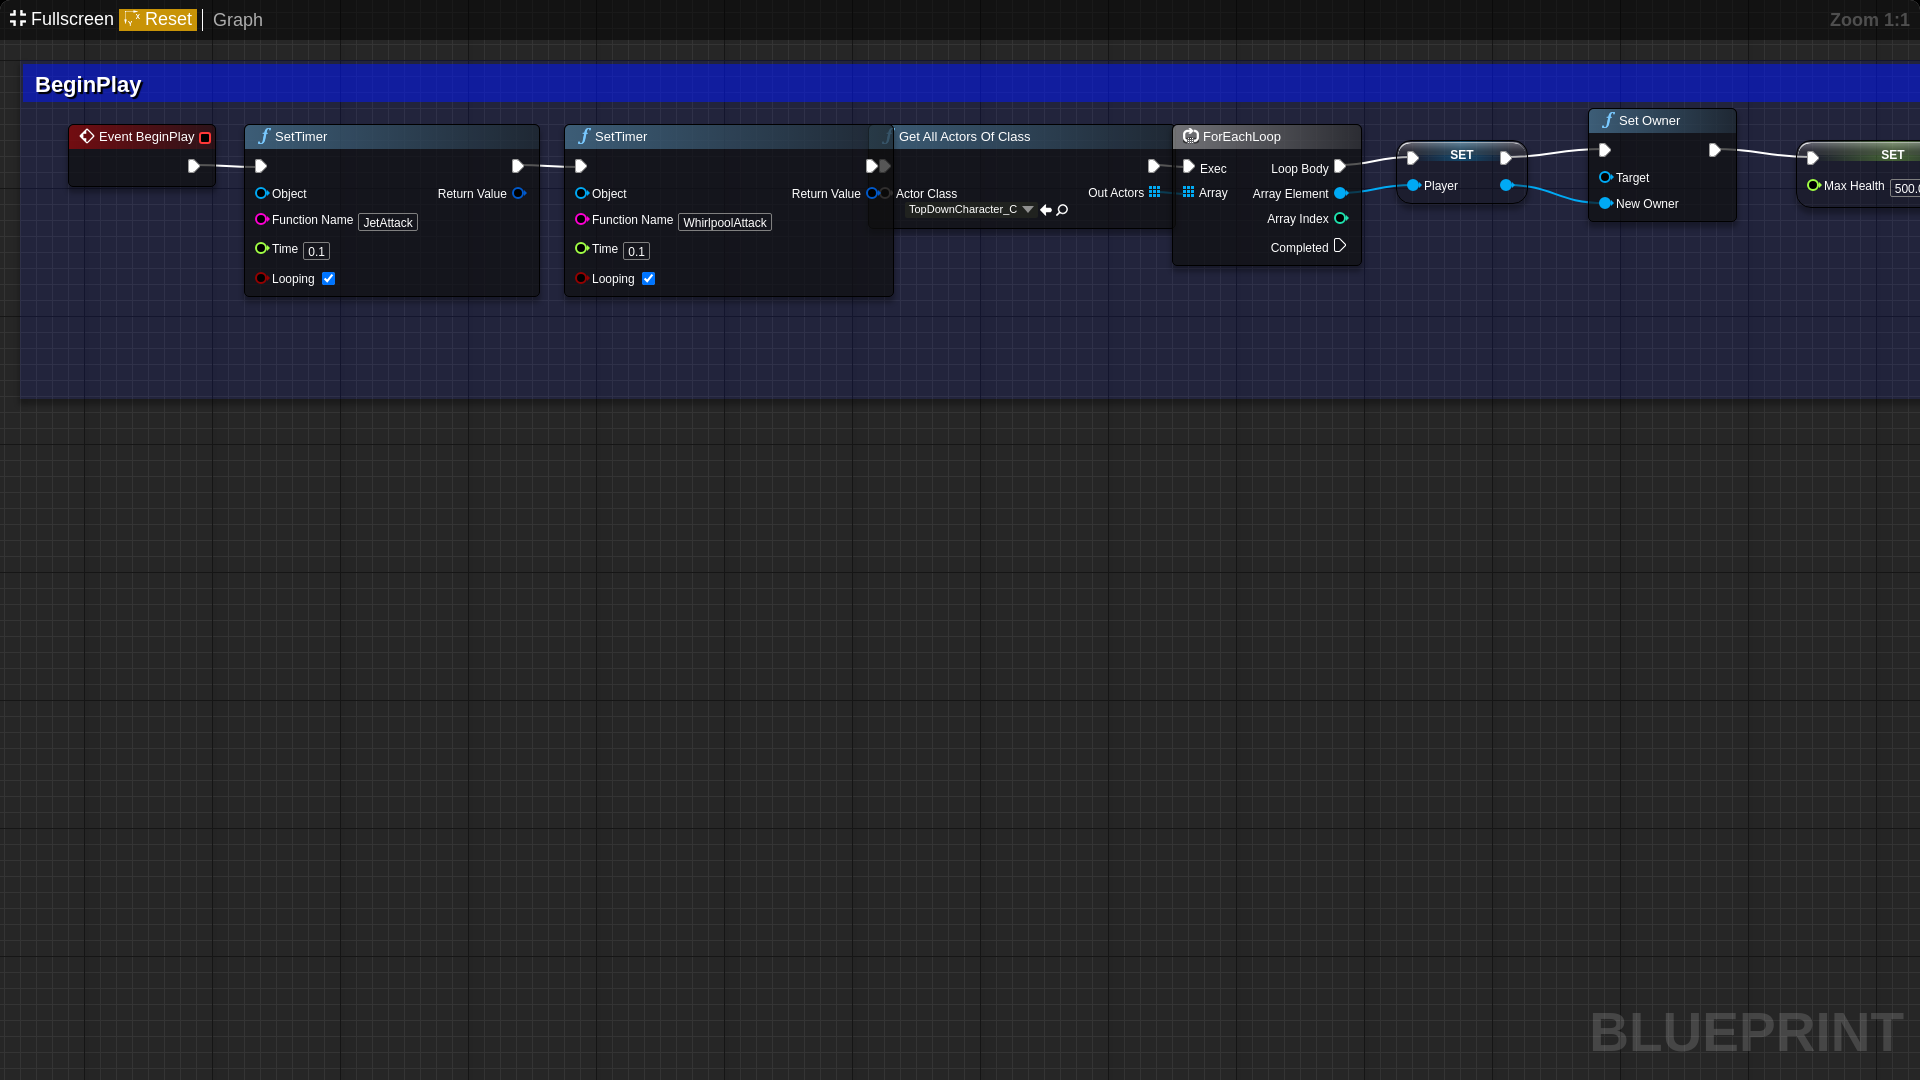 Fullscreen Reset Graph Zoom 1:1
BeginPlay
Event BeginPlay
SetTimer
Object Return Value
Function Name JetAttack
Time 0.1
Looping
SetTimer
Object Return Value
Function Name WhirlpoolAttack
Time 0.1
Looping
Get All Actors Of Class
Actor Class Out Actors
TopDownCharacter_C
ForEachLoop
Exec Loop Body
Array Array Element
Array Index
Completed
SET
Player
Set Owner
Target
New Owner
SET
Max Health 500.0
BLUEPRINT